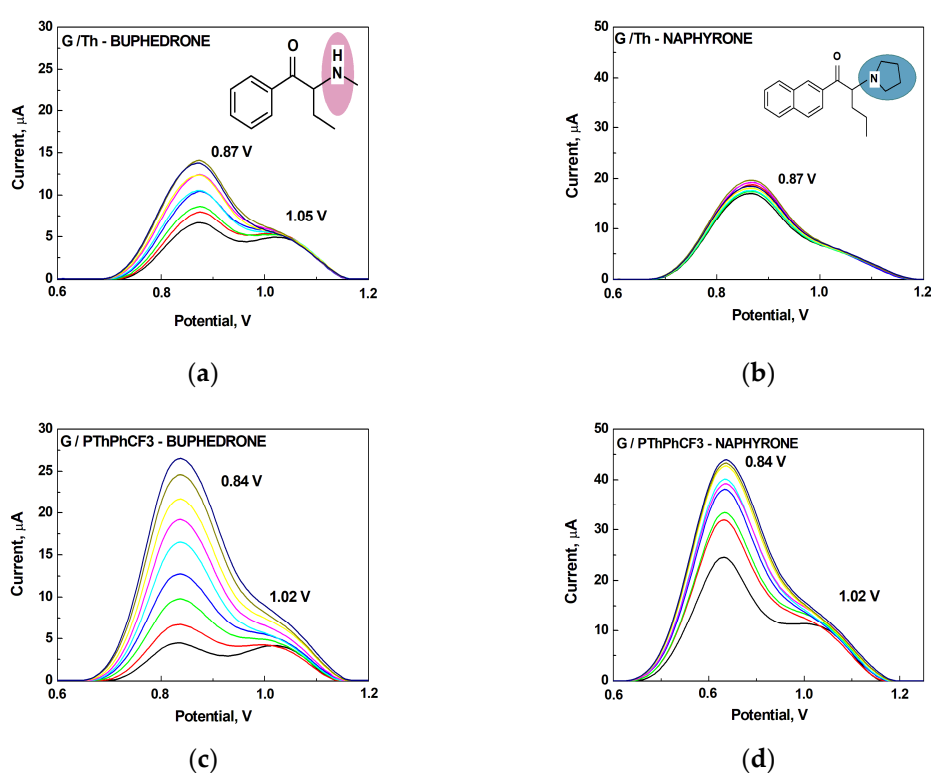 G /Th - BUPHEDRONE
O
H
N
0.87 V
1.05 V
Current, μA
30
25
20
15
10
5
0
0.6
0.8
1.0
1.2
Potential, V
(a)
G /Th - NAPHYRONE
O
N
0.87 V
Current, μA
50
40
30
20
10
0
0.6
0.8
1.0
1.2
Potential, V
(b)
G / PThPhCF3 - BUPHEDRONE
0.84 V
1.02 V
Current, μA
30
25
20
15
10
5
0
0.6
0.8
1.0
1.2
Potential, V
(c)
G / PThPhCF3 - NAPHYRONE
0.84 V
1.02 V
Current, μA
50
40
30
20
10
0
0.6
0.6
1.0
1.2
Potential, V
(d)